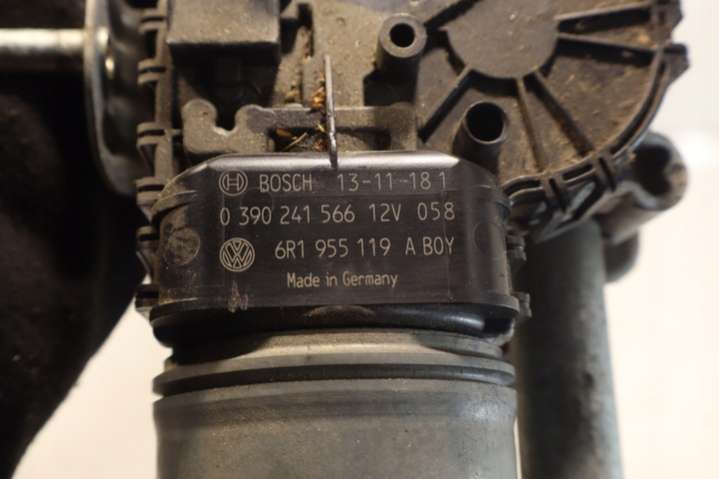 BOSCH 13-11-18 1
0 390 241 566 12V 058
6R1 955 119 A BOY
Made in Germany